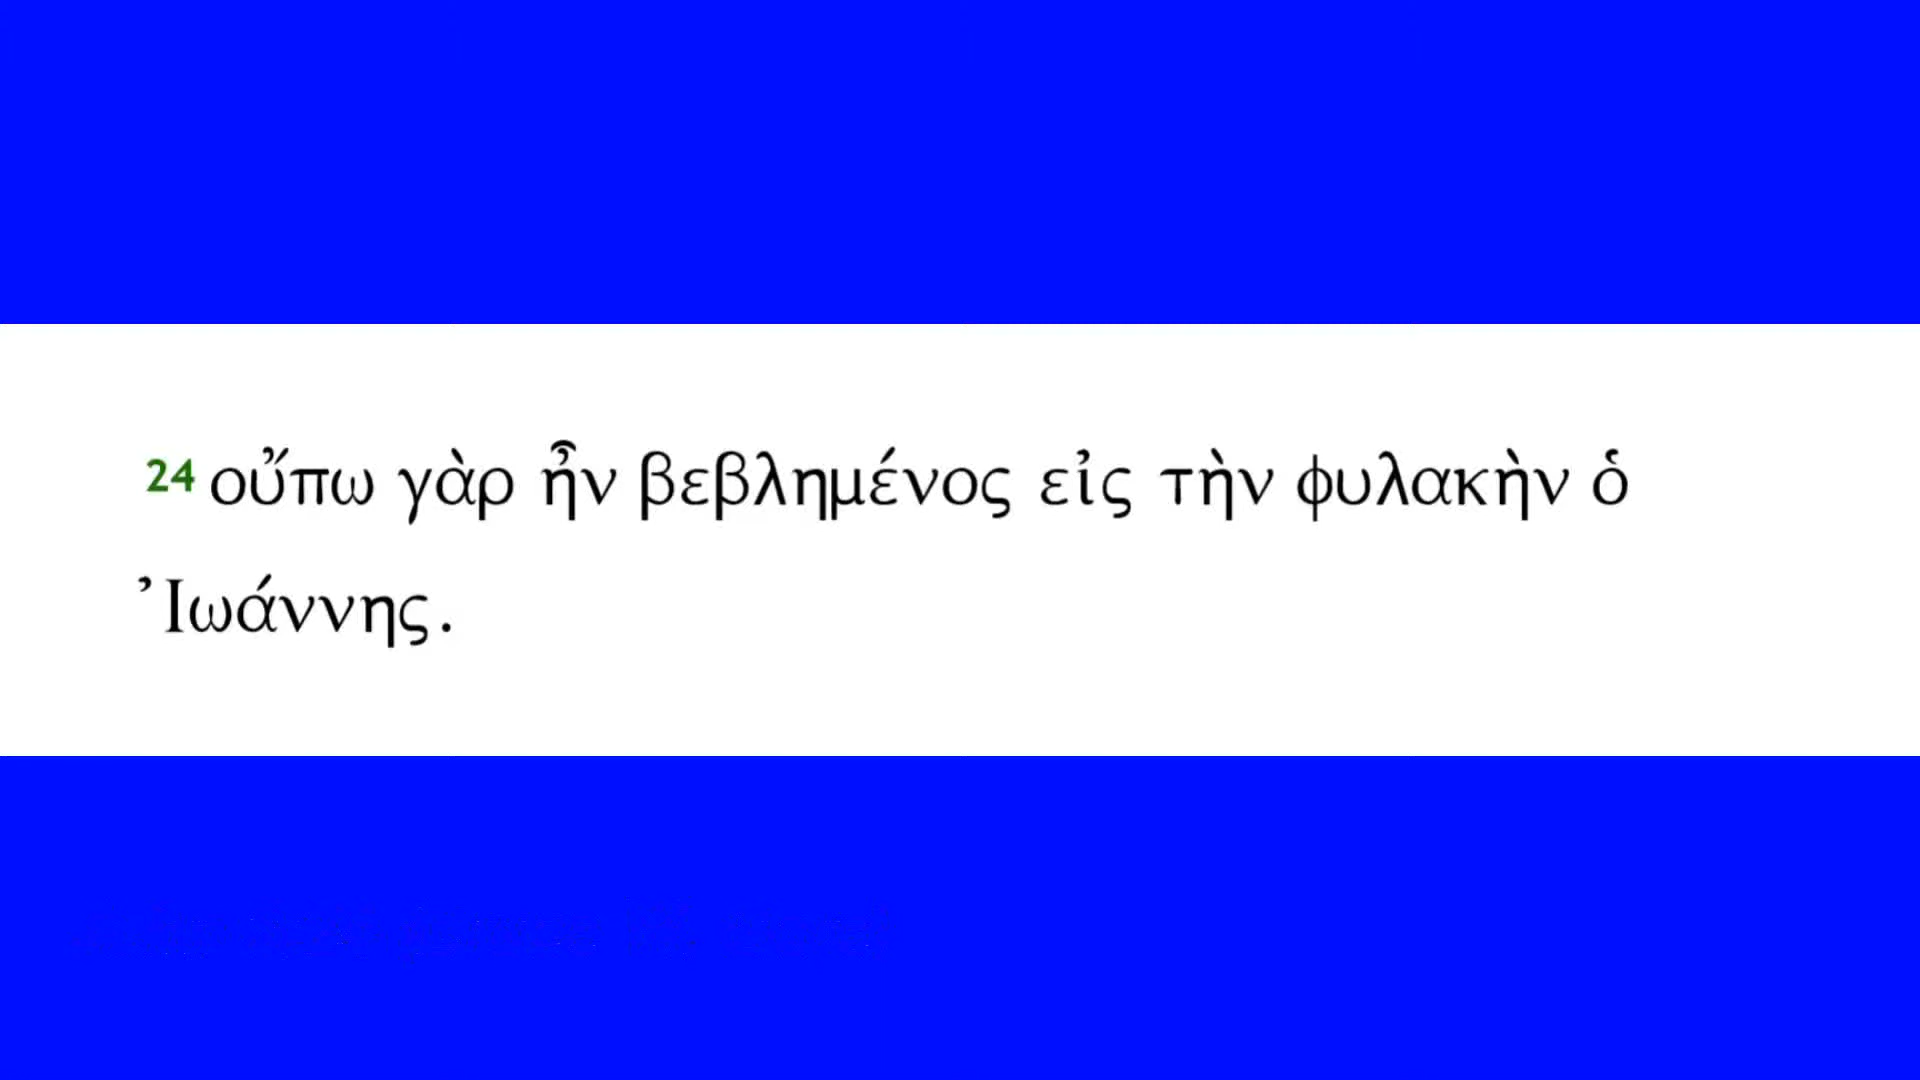 24 οὔπω γὰρ ἦν βεβλημένος εἰς τὴν φυλακὴν ὁ
Ἰωάννης.